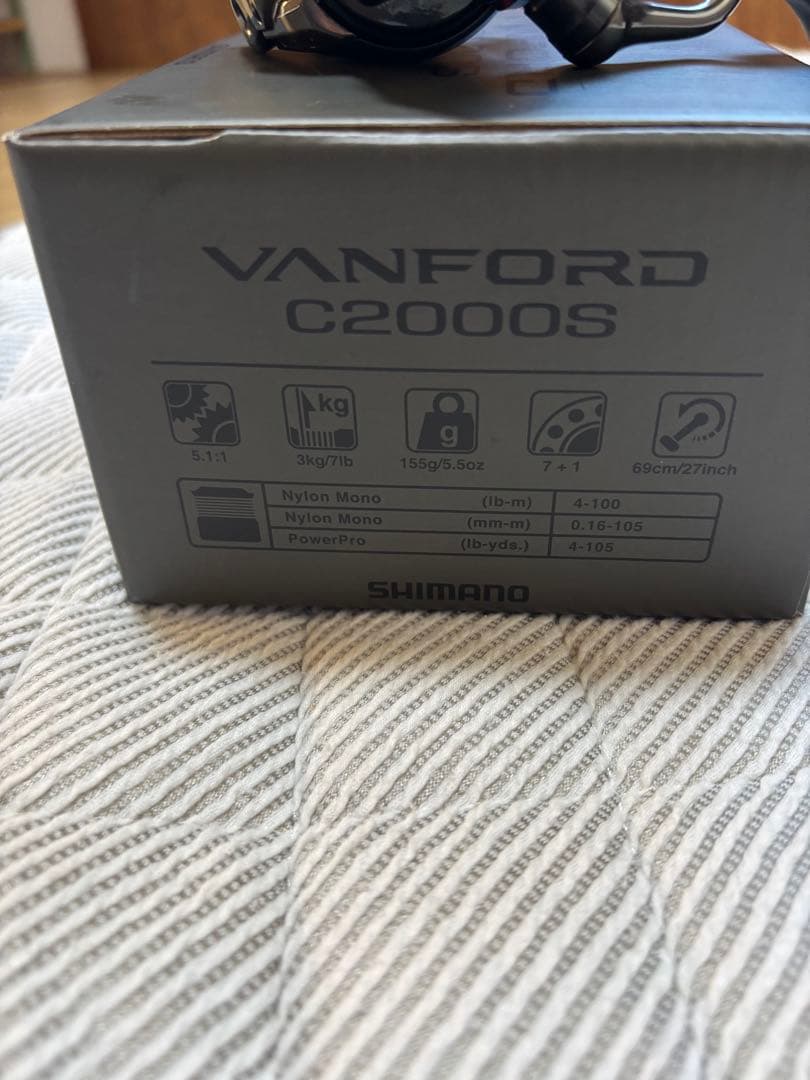 VANFORD
C2000S
kg
g
5.1:1 3kg/7lb 155g/5.5oz 7 + 1 69cm/27inch
Nylon Mono (lb-m) 4-100
Nylon Mono (mm-m) 0.16-105
PowerPro (lb-yds.) 4-105
SHIMANO